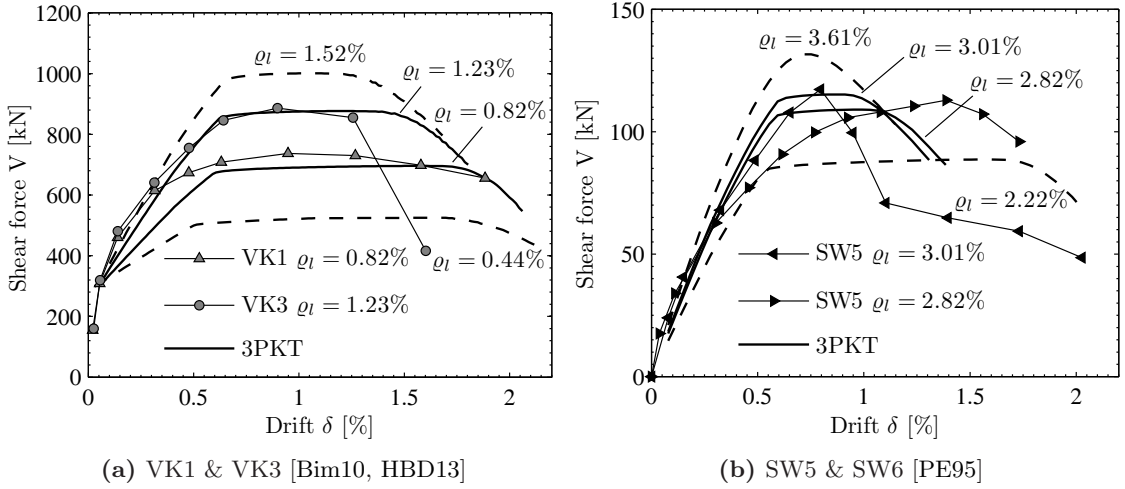 1200
1000
800
600
400
200
0
0
0.5
1
1.5
2
Shear force V [kN]
Drift δ [%]
ϱl = 1.52%
ϱl = 1.23%
ϱl = 0.82%
ϱl = 0.44%
VK1 ϱl = 0.82%
VK3 ϱl = 1.23%
3PKT
(a) VK1 & VK3 [Bim10, HBD13]
150
100
50
0
0
0.5
1
1.5
2
Shear force V [kN]
Drift δ [%]
ϱl = 3.61%
ϱl = 3.01%
ϱl = 2.82%
ϱl = 2.22%
SW5 ϱl = 3.01%
SW5 ϱl = 2.82%
3PKT
(b) SW5 & SW6 [PE95]